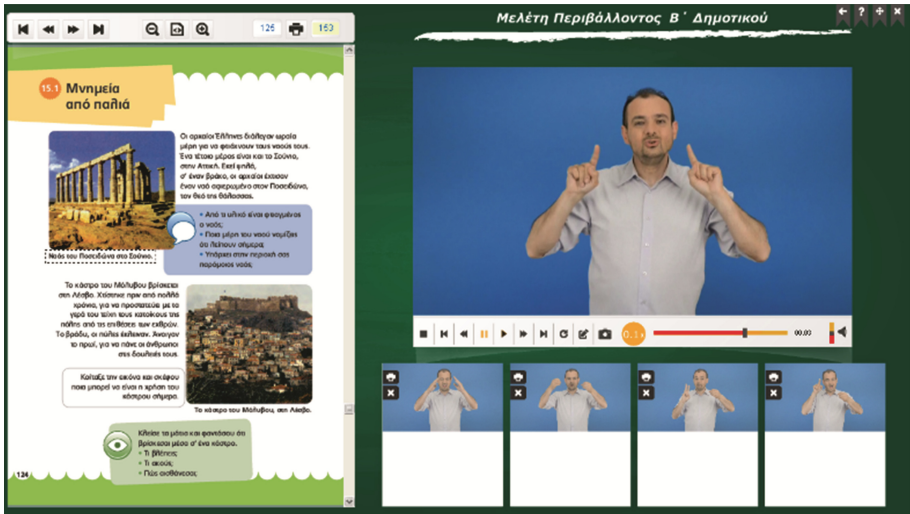 126
153
Μελέτη Περιβάλλοντος Β΄ Δημοτικού
15.1
Μνημεία
από παλιά
Οι αρχαίοι Έλληνες διάλεγαν ωραία
μέρη για να φτιάχνουν τους ναούς τους.
Ένα τέτοιο μέρος είναι και το Σούνιο,
στην Αττική. Εκεί ψηλά,
σ' έναν βράχο, οι αρχαίοι έχτισαν
έναν ναό αφιερωμένο στον Ποσειδώνα,
τον θεό της θάλασσας.
• Από τι υλικό είναι φτιαγμένος
ο ναός;
• Ποια μέρη του ναού νομίζεις
ότι λείπουν σήμερα;
• Υπάρχει στην περιοχή σας
παρόμοιος ναός;
Ναός του Ποσειδώνα στο Σούνιο.
Το κάστρο του Μόλυβου βρίσκεται
στη Λέσβο. Χτίστηκε πριν από πολλά
χρόνια, για να προστατεύει με τα
γερά του τείχη τους κατοίκους της
πόλης από τις επιθέσεις των εχθρών.
Το βράδυ, οι πύλες έκλειναν. Άνοιγαν
το πρωί, για να πάνε οι άνθρωποι
στις δουλειές τους.
Κοίταξε την εικόνα και σκέψου
ποια μπορεί να είναι η χρήση του
κάστρου σήμερα.
Το κάστρο του Μόλυβου, στη Λέσβο.
Κλείσε τα μάτια και φαντάσου ότι
βρίσκεσαι μέσα σ' ένα κάστρο.
• Τι βλέπεις;
• Τι ακούς;
• Πώς αισθάνεσαι;
124
0.1x
00:00